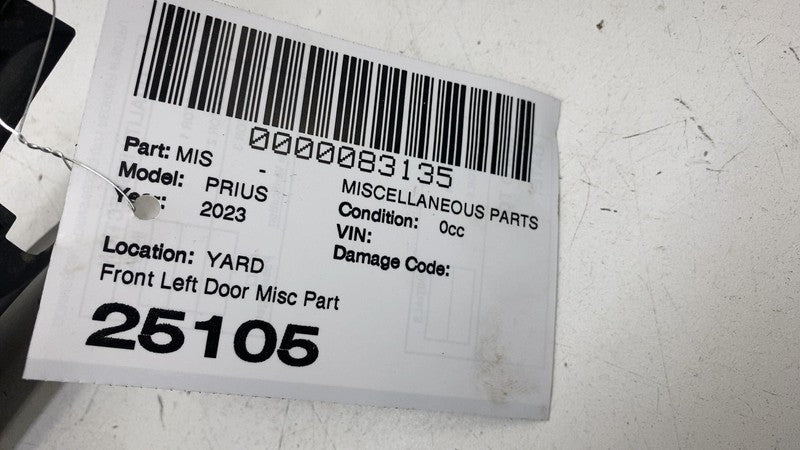 0000083135
Part: MIS -
MISCELLANEOUS PARTS
Model: PRIUS
Condition: 0cc
Year: 2023
VIN:
Damage Code:
Location: YARD
Front Left Door Misc Part
25105